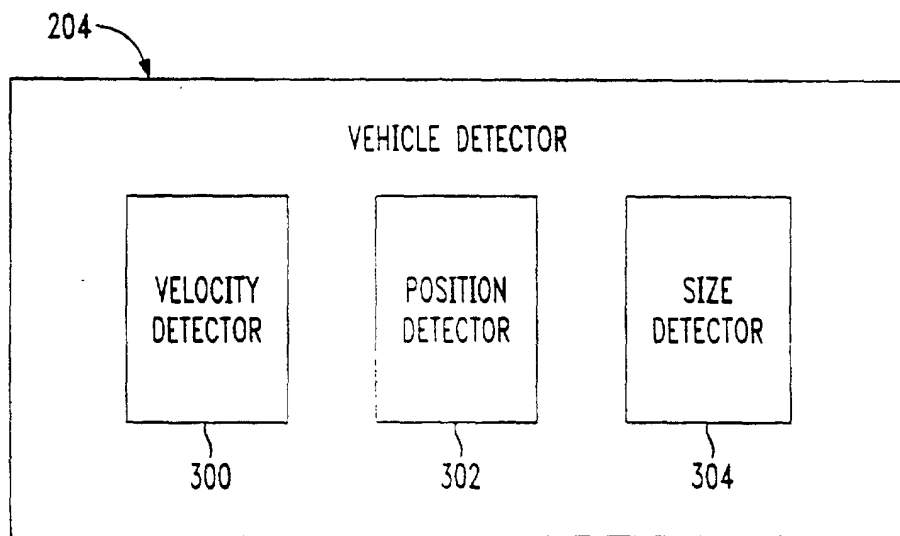 204
VEHICLE DETECTOR
VELOCITY
DETECTOR
POSITION
DETECTOR
SIZE
DETECTOR
300
302
304